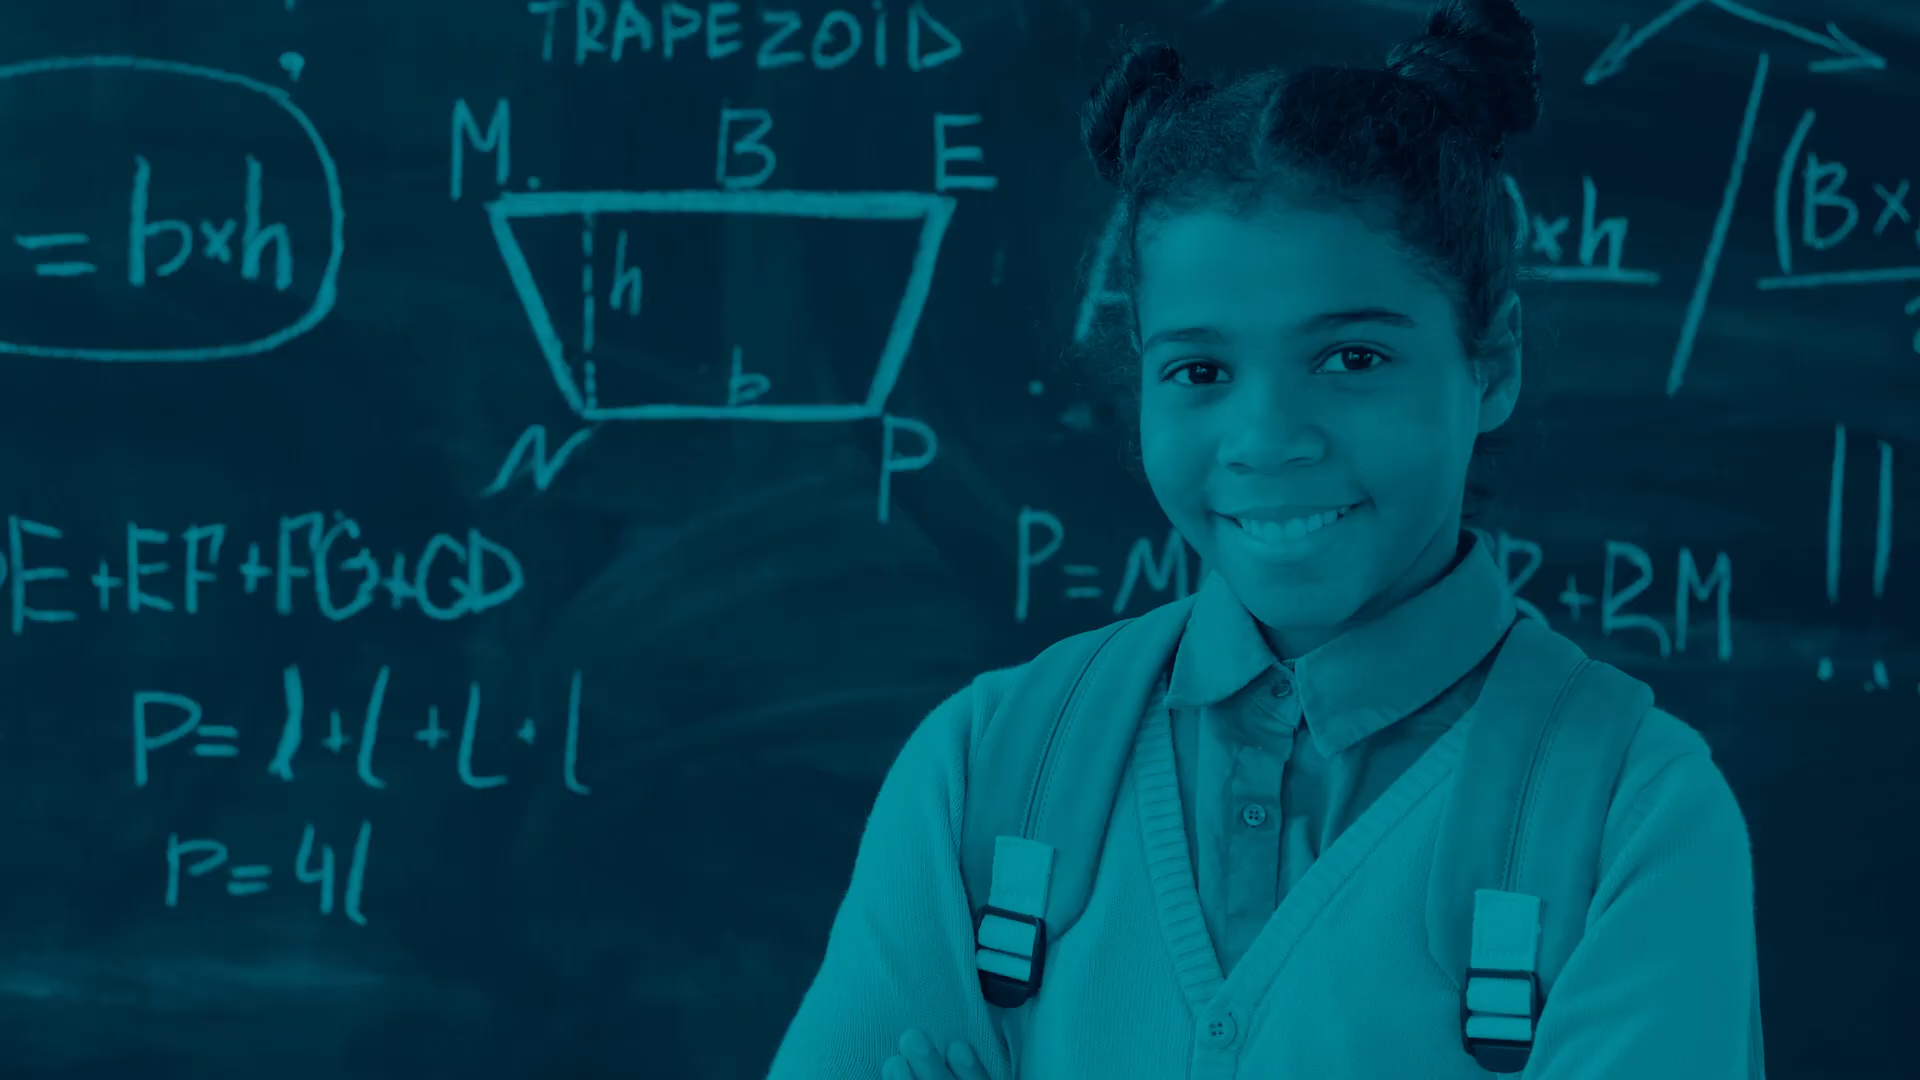 TRAPEZOID
M. B E
= b×h
h
b
N P
×h
(B×
E+EF+FG+GD
P=M
R+RM
!!
P= l+l+l+l
P=4l